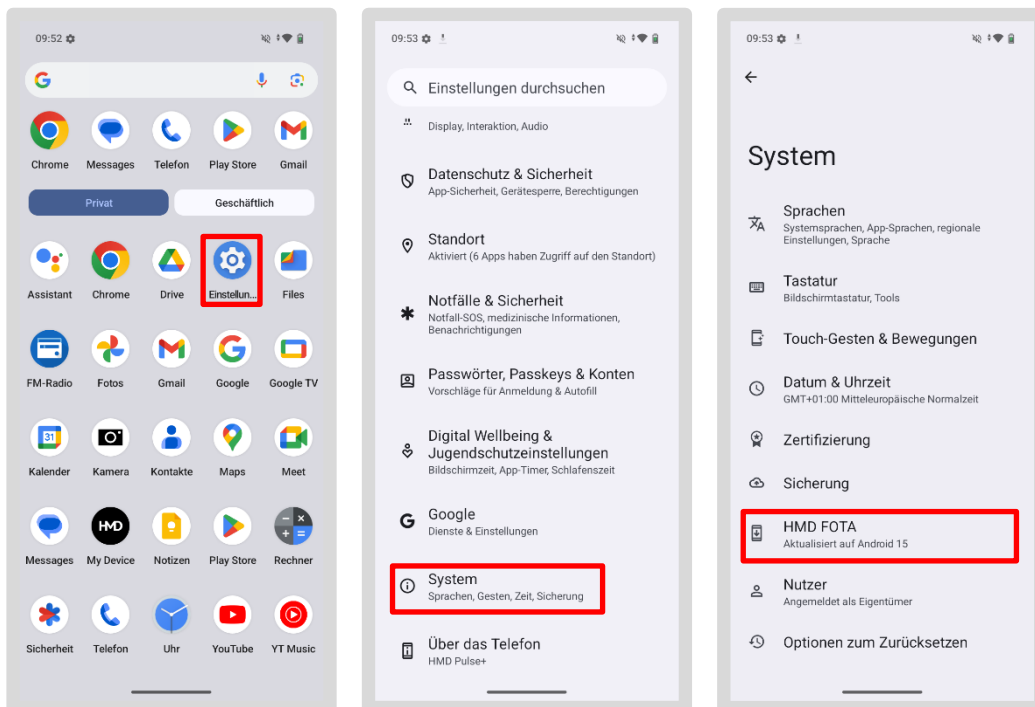 09:52
Chrome Messages Telefon Play Store Gmail
Privat Geschäftlich
Assistant Chrome Drive Einstellun... Files
FM-Radio Fotos Gmail Google Google TV
31
Kalender Kamera Kontakte Maps Meet
HMD
Messages My Device Notizen Play Store Rechner
Sicherheit Telefon Uhr YouTube YT Music
09:53
Einstellungen durchsuchen
Display, Interaktion, Audio
Datenschutz & Sicherheit
App-Sicherheit, Gerätesperre, Berechtigungen
Standort
Aktiviert (6 Apps haben Zugriff auf den Standort)
Notfälle & Sicherheit
Notfall-SOS, medizinische Informationen,
Benachrichtigungen
Passwörter, Passkeys & Konten
Vorschläge für Anmeldung & Autofill
Digital Wellbeing &
Jugendschutzeinstellungen
Bildschirmzeit, App-Timer, Schlafenszeit
Google
Dienste & Einstellungen
System
Sprachen, Gesten, Zeit, Sicherung
Über das Telefon
HMD Pulse+
09:53
System
Sprachen
Systemsprachen, App-Sprachen, regionale
Einstellungen, Sprache
Tastatur
Bildschirmtastatur, Tools
Touch-Gesten & Bewegungen
Datum & Uhrzeit
GMT+01:00 Mitteleuropäische Normalzeit
Zertifizierung
Sicherung
HMD FOTA
Aktualisiert auf Android 15
Nutzer
Angemeldet als Eigentümer
Optionen zum Zurücksetzen